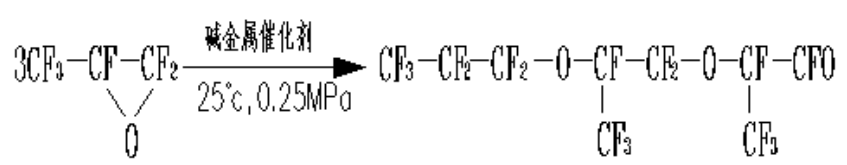 碱金属催化剂
3CF₃-CF-CF₂ → CF₃-CF₂-CF₂-O-CF-CF₂-O-CF-CFO
25℃,0.25MPa
O
CF₃ CF₃